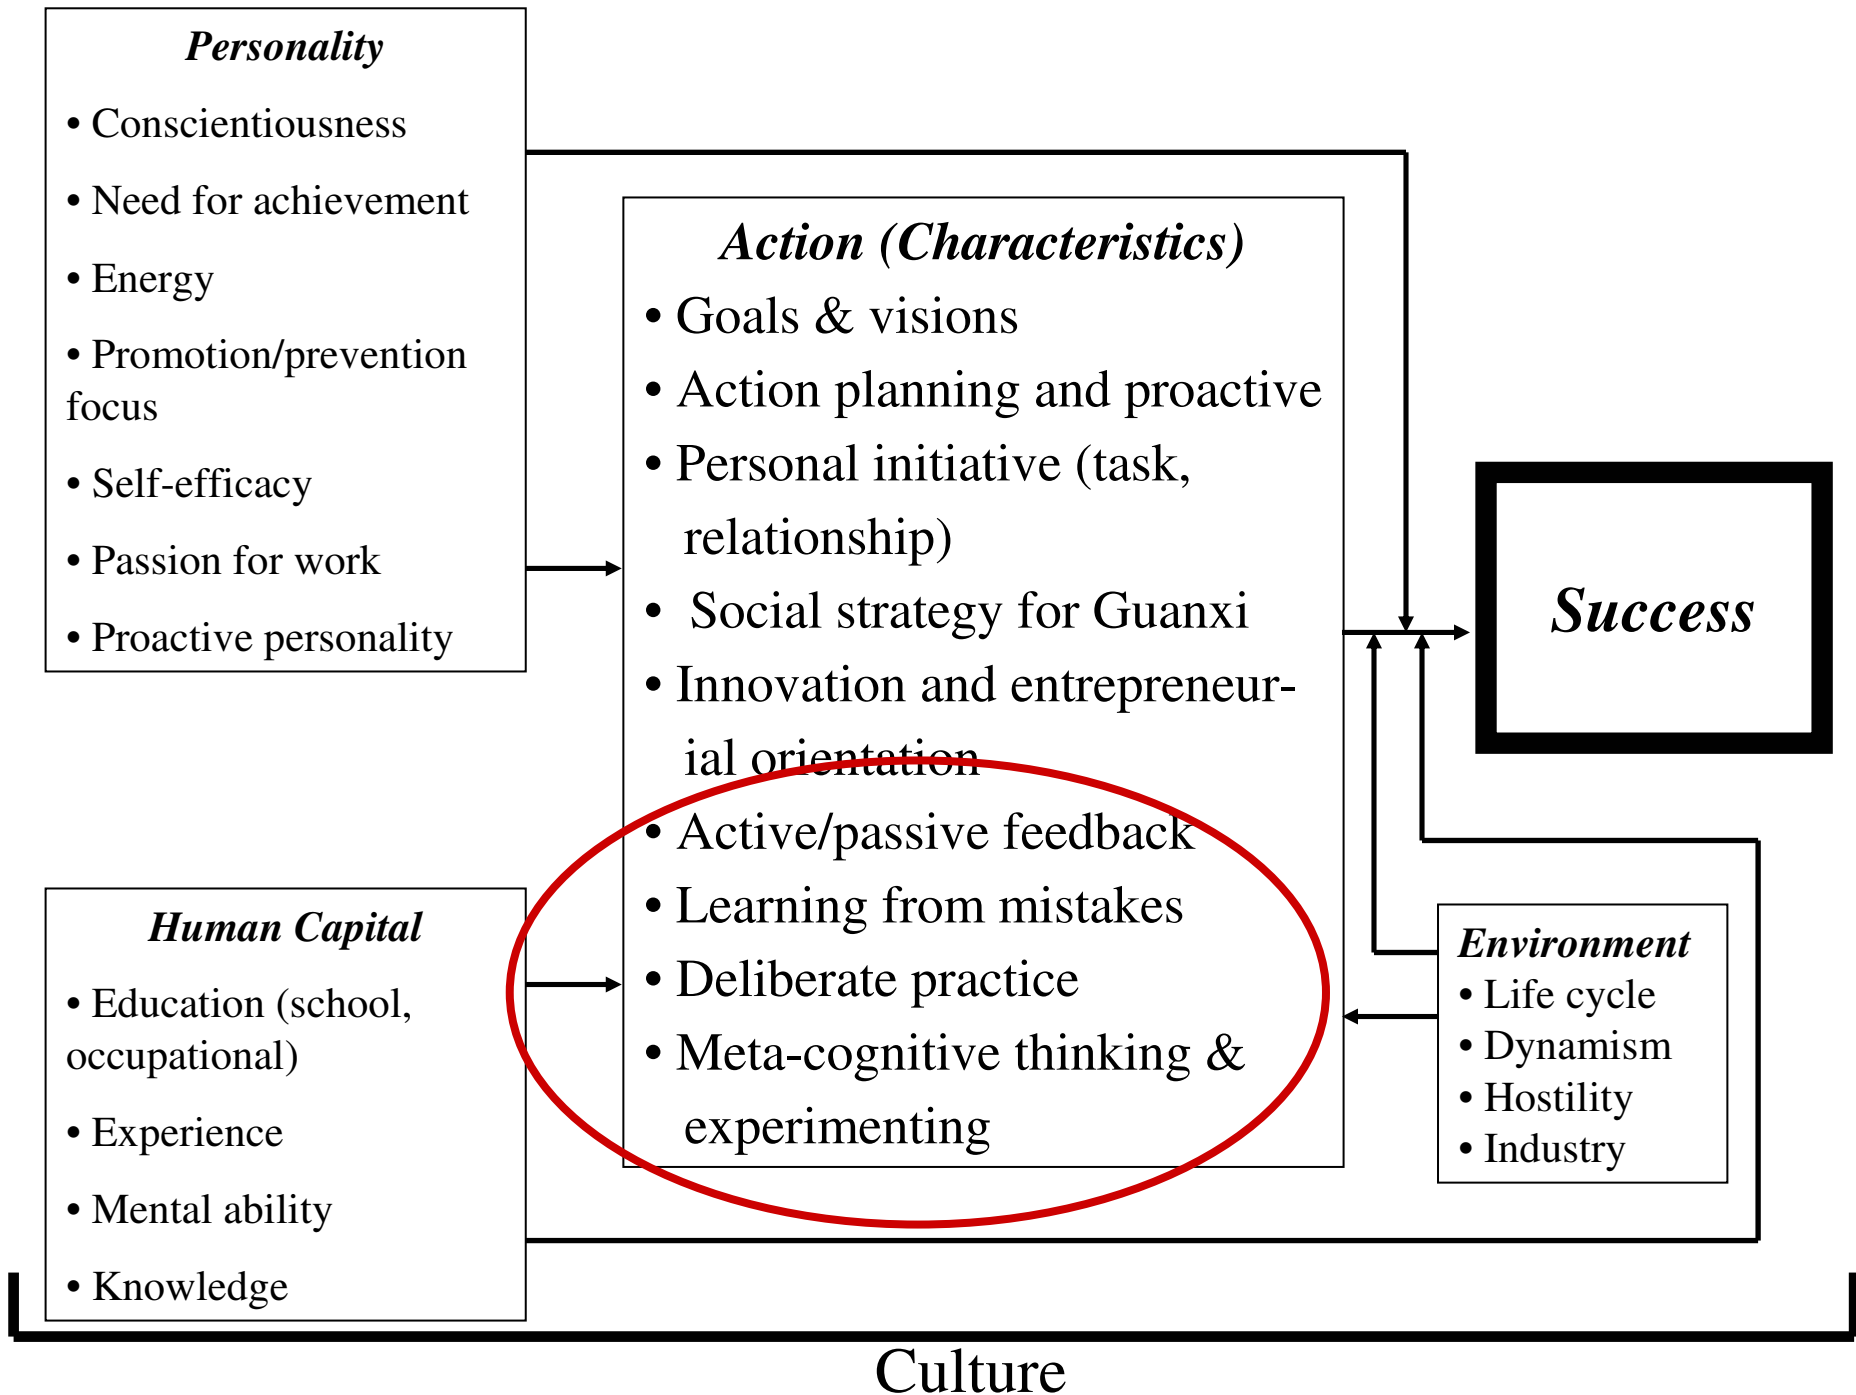 Personality
• Conscientiousness
• Need for achievement
• Energy
• Promotion/prevention
focus
• Self-efficacy
• Passion for work
• Proactive personality
Action (Characteristics)
• Goals & visions
• Action planning and proactive
• Personal initiative (task,
relationship)
• Social strategy for Guanxi
• Innovation and entrepreneur-
ial orientation
• Active/passive feedback
• Learning from mistakes
• Deliberate practice
• Meta-cognitive thinking &
experimenting
Success
Human Capital
• Education (school,
occupational)
• Experience
• Mental ability
• Knowledge
Environment
• Life cycle
• Dynamism
• Hostility
• Industry
Culture